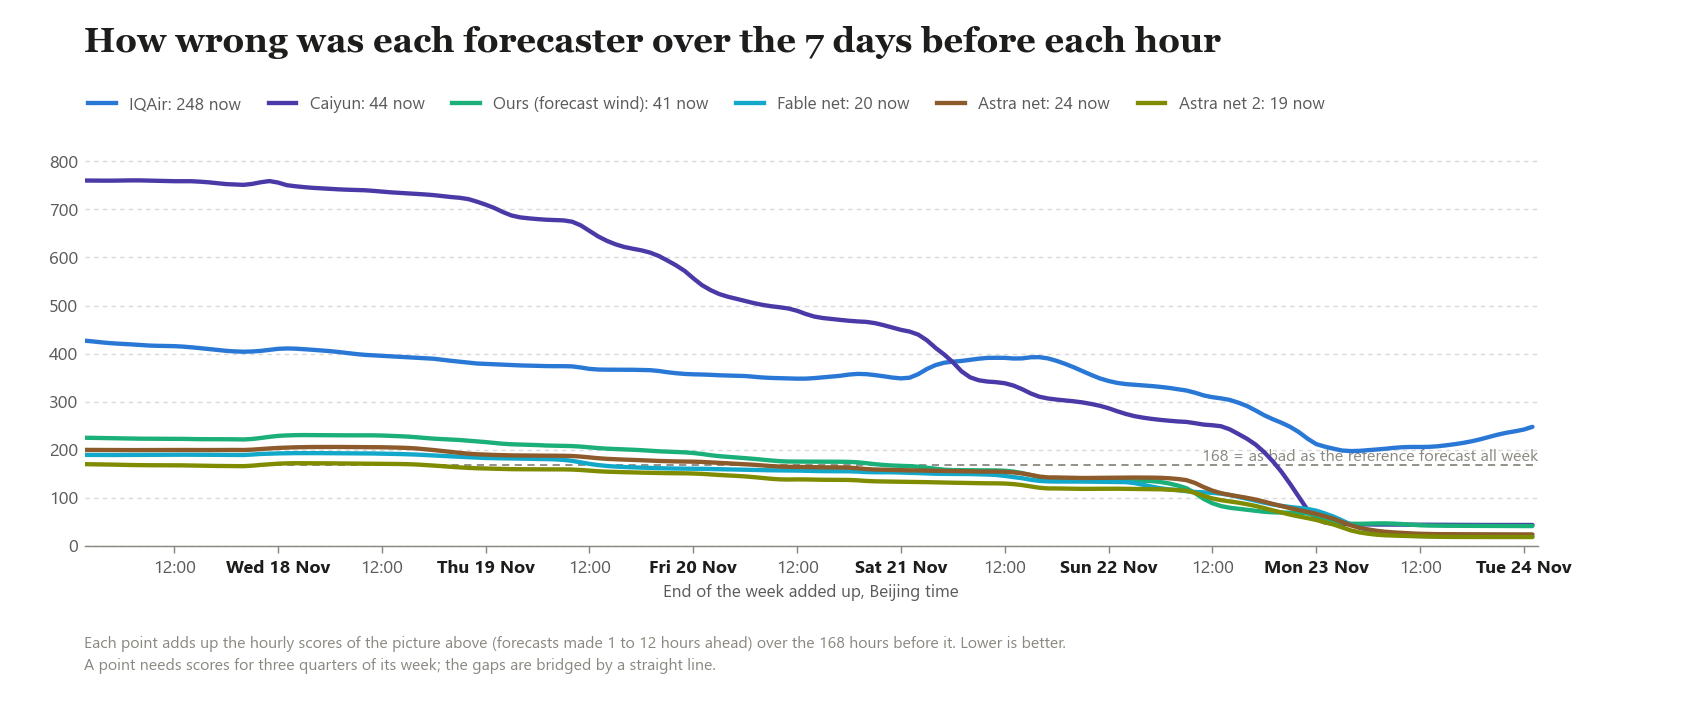 How wrong was each forecaster over the 7 days before each hour
IQAir: 248 now  Caiyun: 44 now  Ours (forecast wind): 41 now  Fable net: 20 now  Astra net: 24 now  Astra net 2: 19 now
800
700
600
500
400
300
200
168 = as bad as the reference forecast all week
100
0
12:00  Wed 18 Nov  12:00  Thu 19 Nov  12:00  Fri 20 Nov  12:00  Sat 21 Nov  12:00  Sun 22 Nov  12:00  Mon 23 Nov  12:00  Tue 24 Nov
End of the week added up, Beijing time
Each point adds up the hourly scores of the picture above (forecasts made 1 to 12 hours ahead) over the 168 hours before it. Lower is better.
A point needs scores for three quarters of its week; the gaps are bridged by a straight line.